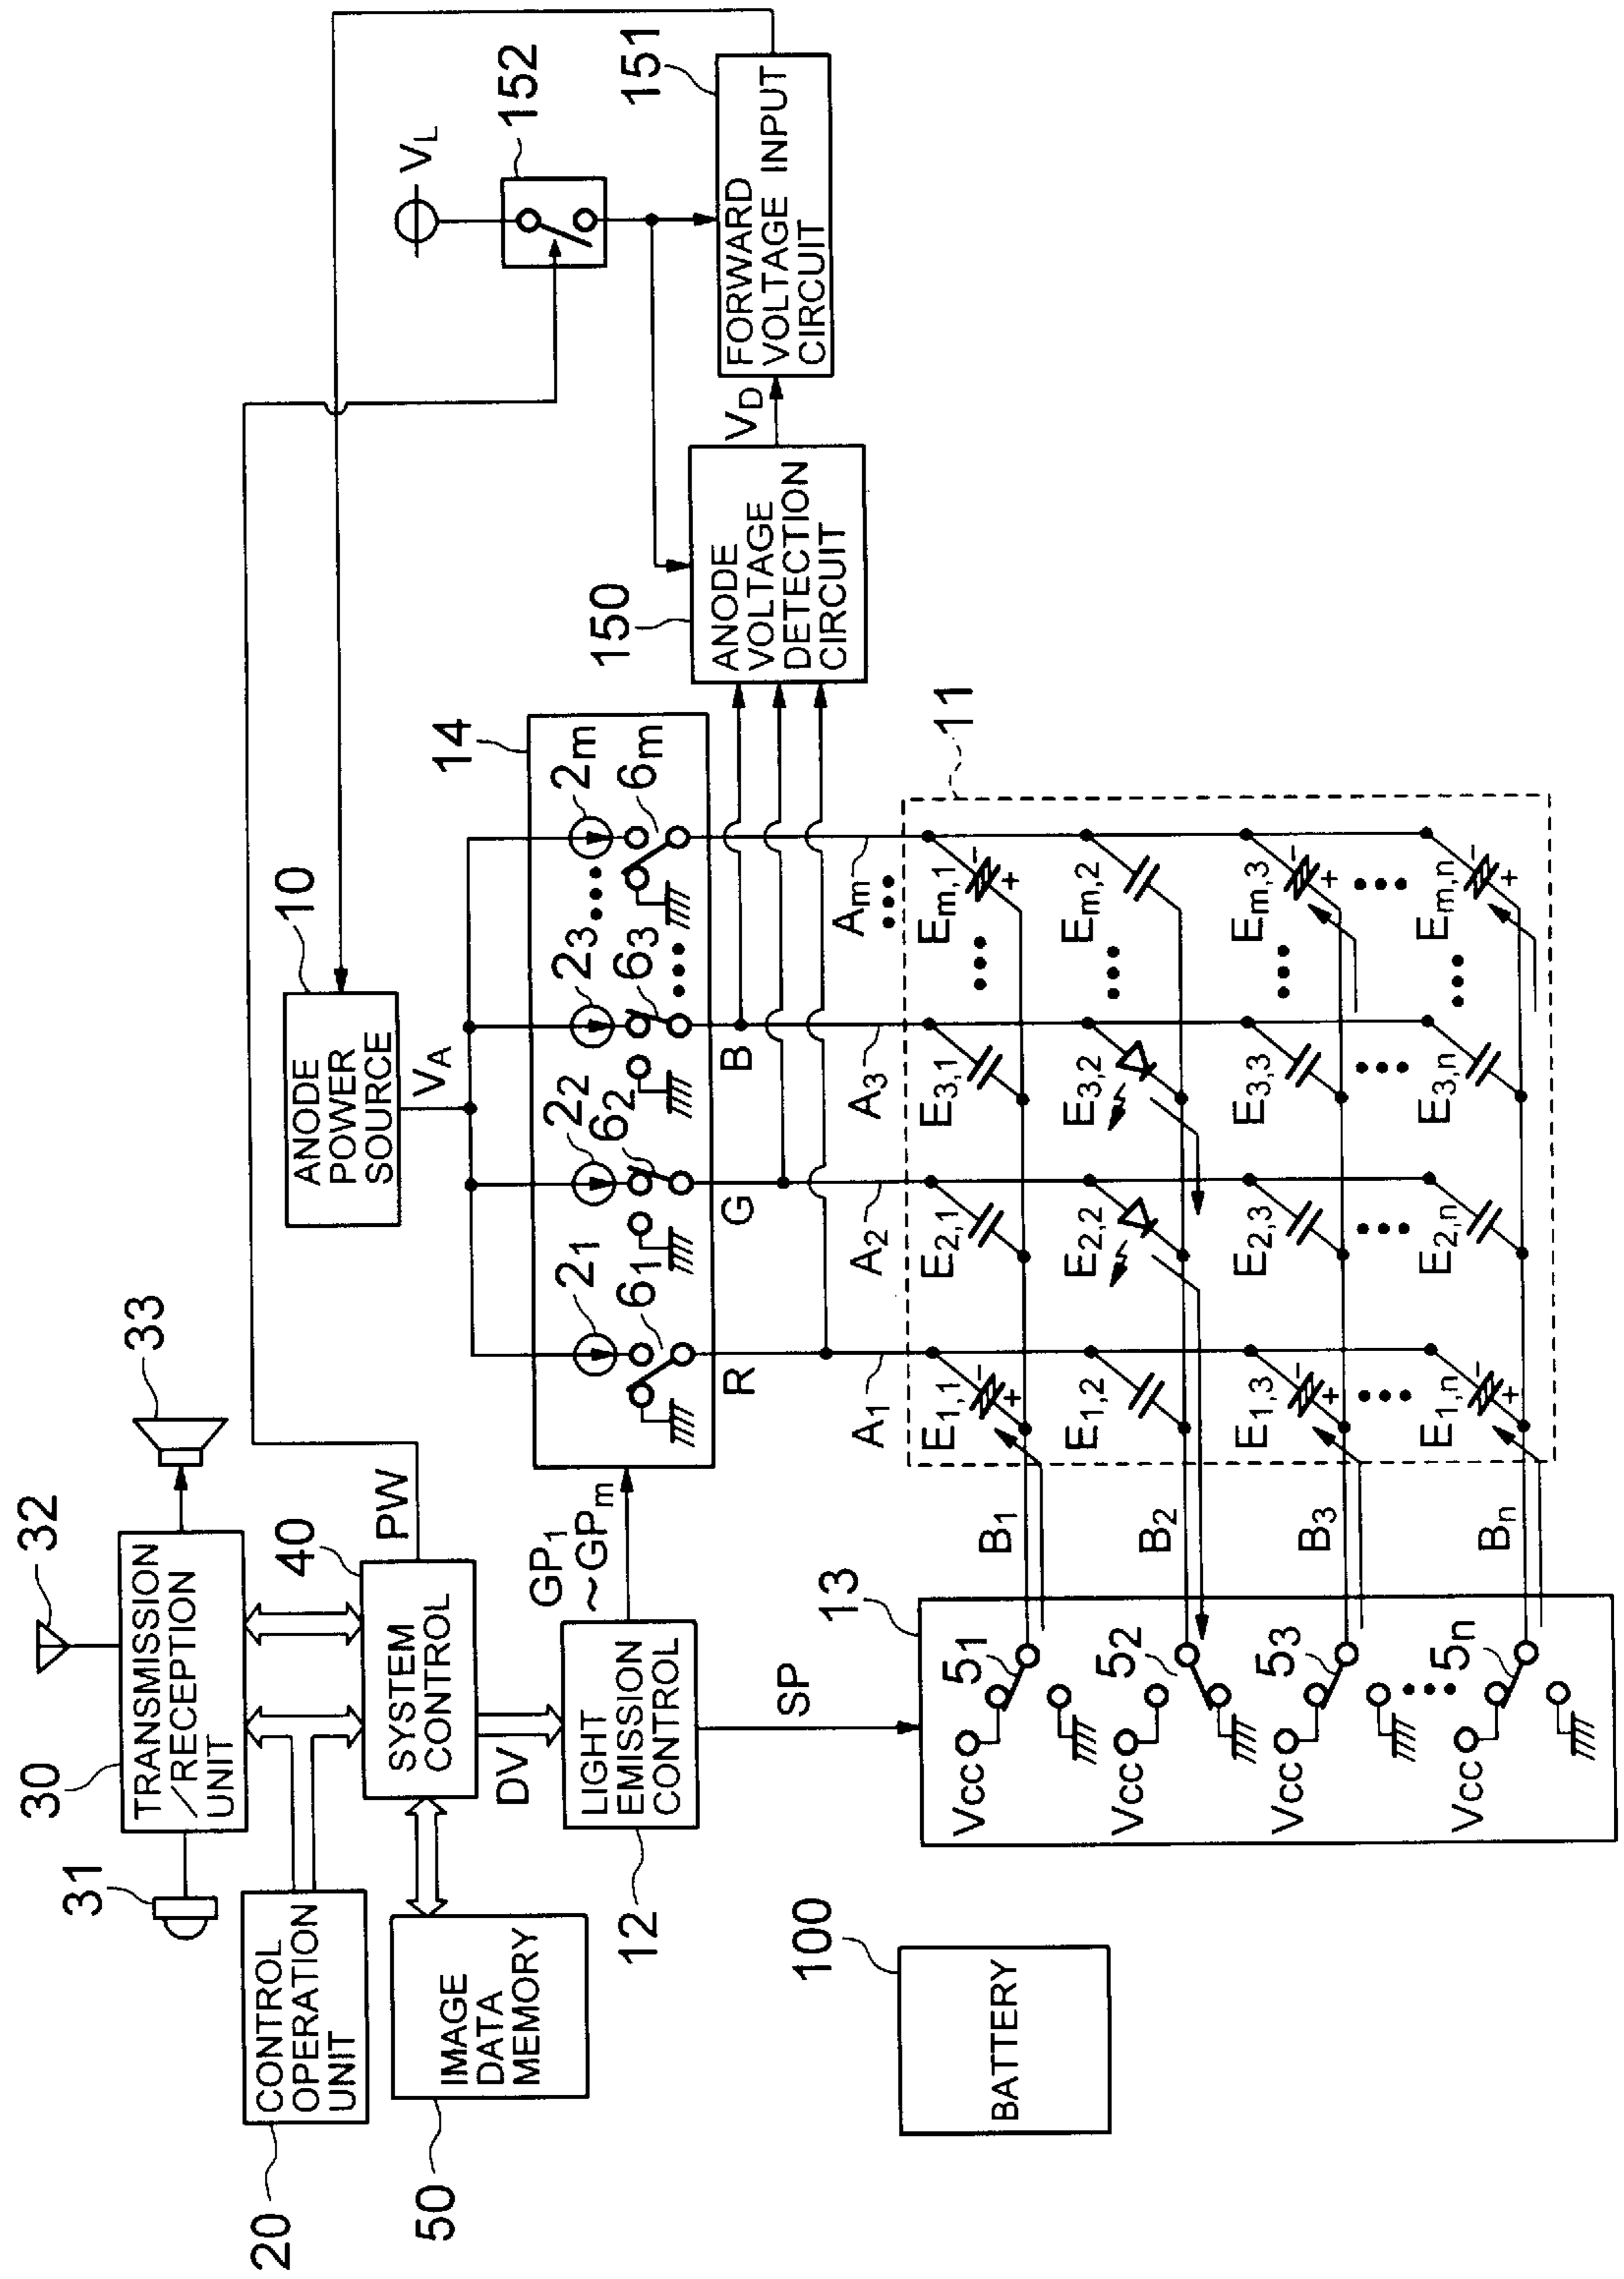 32
33
30
TRANSMISSION
/RECEPTION
UNIT
31
20
CONTROL
OPERATION
UNIT
40
SYSTEM
CONTROL
PW
50
IMAGE
DATA
MEMORY
DV
12
LIGHT
EMISSION
CONTROL
GP1
~GPm
SP
10
ANODE
POWER
SOURCE
VA
14
21
22
23
2m
61
62
63
6m
R
G
B
150
ANODE
VOLTAGE
DETECTION
CIRCUIT
VD
VL
152
151
FORWARD
VOLTAGE INPUT
CIRCUIT
11
A1
A2
A3
Am
E1,1
E2,1
E3,1
Em,1
E1,2
E2,2
E3,2
Em,2
E1,3
E2,3
E3,3
Em,3
E1,n
E2,n
E3,n
Em,n
- + - +
- + - +
- + - +
B1
B2
B3
Bn
13
Vcc
51
Vcc
52
Vcc
53
Vcc
5n
100
BATTERY